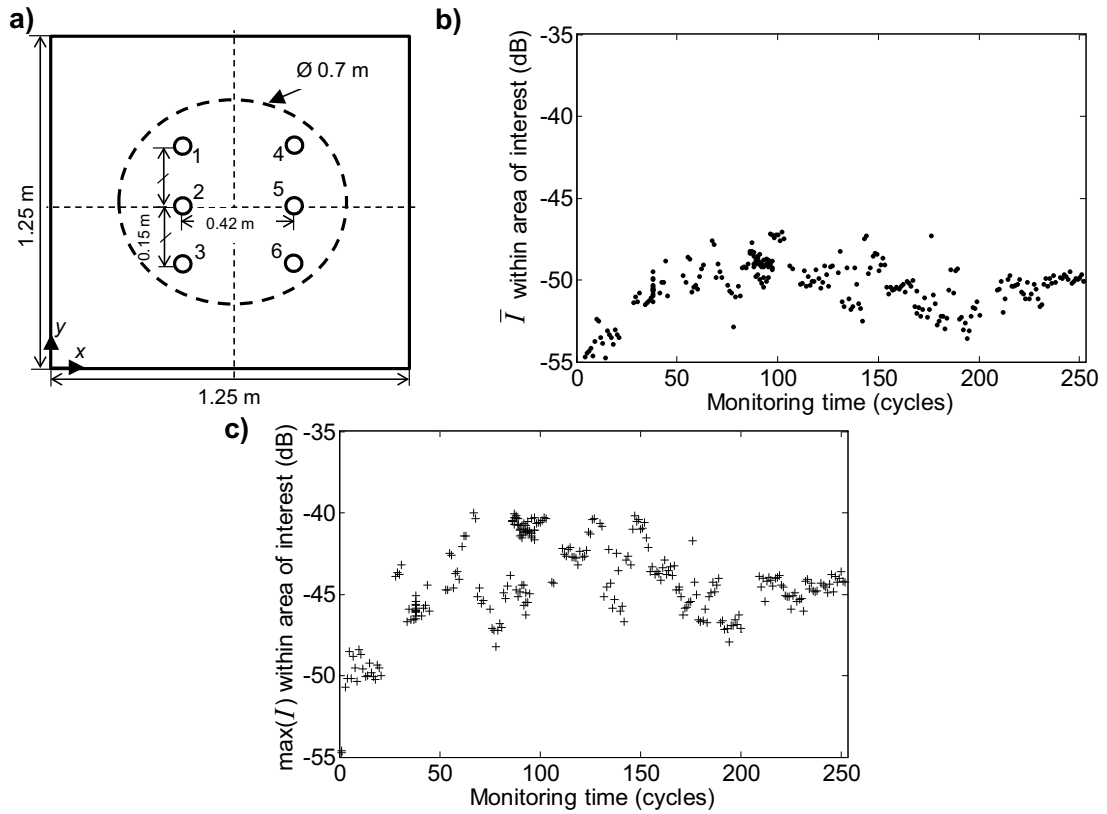 a)
Ø 0.7 m
1
4
2
5
0.42 m
0.15 m
3
6
1.25 m
y
x
1.25 m
b)
I̅ within area of interest (dB)
-35
-40
-45
-50
-55
0
50
100
150
200
250
Monitoring time (cycles)
c)
max(I) within area of interest (dB)
-35
-40
-45
-50
-55
0
50
100
150
200
250
Monitoring time (cycles)